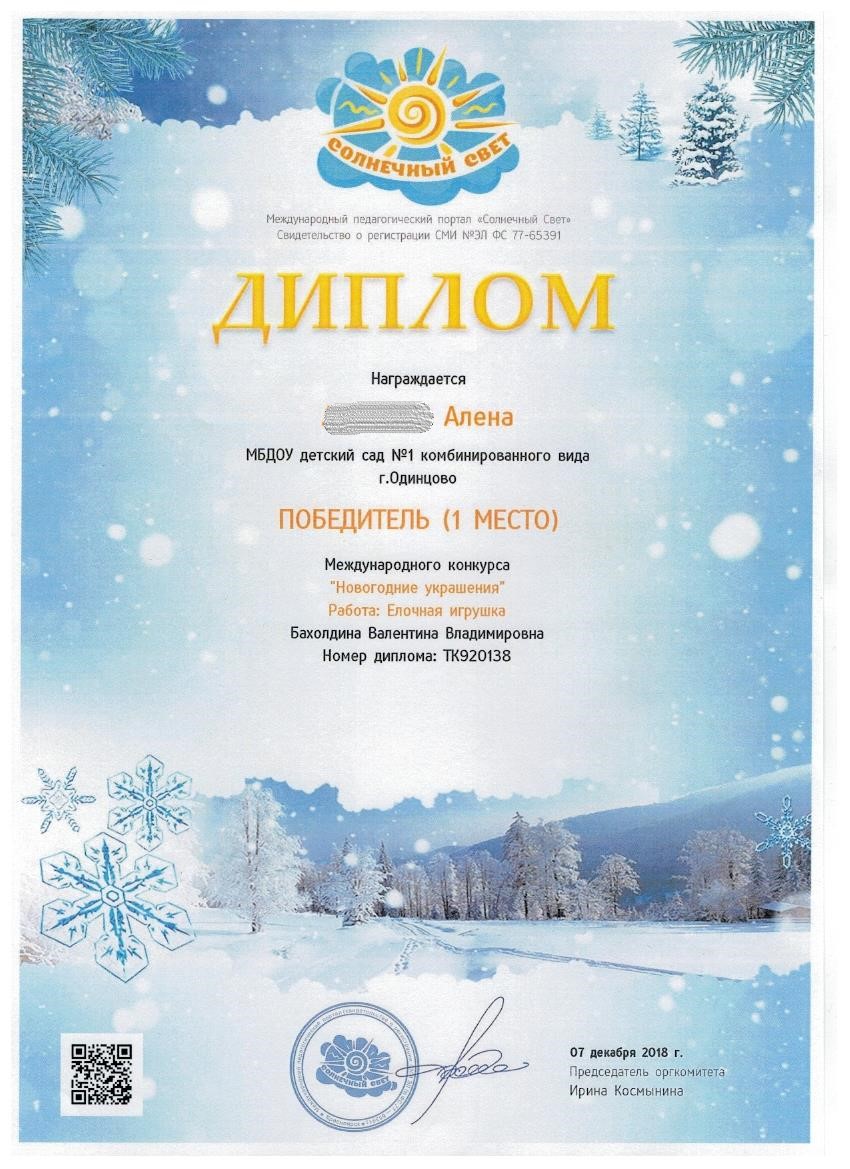 СОЛНЕЧНЫЙ СВЕТ
Международный педагогический портал «Солнечный Свет»
Свидетельство о регистрации СМИ №ЭЛ ФС 77-65391
ДИПЛОМ
Награждается
Алена
МБДОУ детский сад №1 комбинированного вида
г.Одинцово
ПОБЕДИТЕЛЬ (1 МЕСТО)
Международного конкурса
"Новогодние украшения"
Работа: Елочная игрушка
Бахолдина Валентина Владимировна
Номер диплома: ТК920138
СОЛНЕЧНЫЙ СВЕТ
07 декабря 2018 г.
Председатель оргкомитета
Ирина Космынина